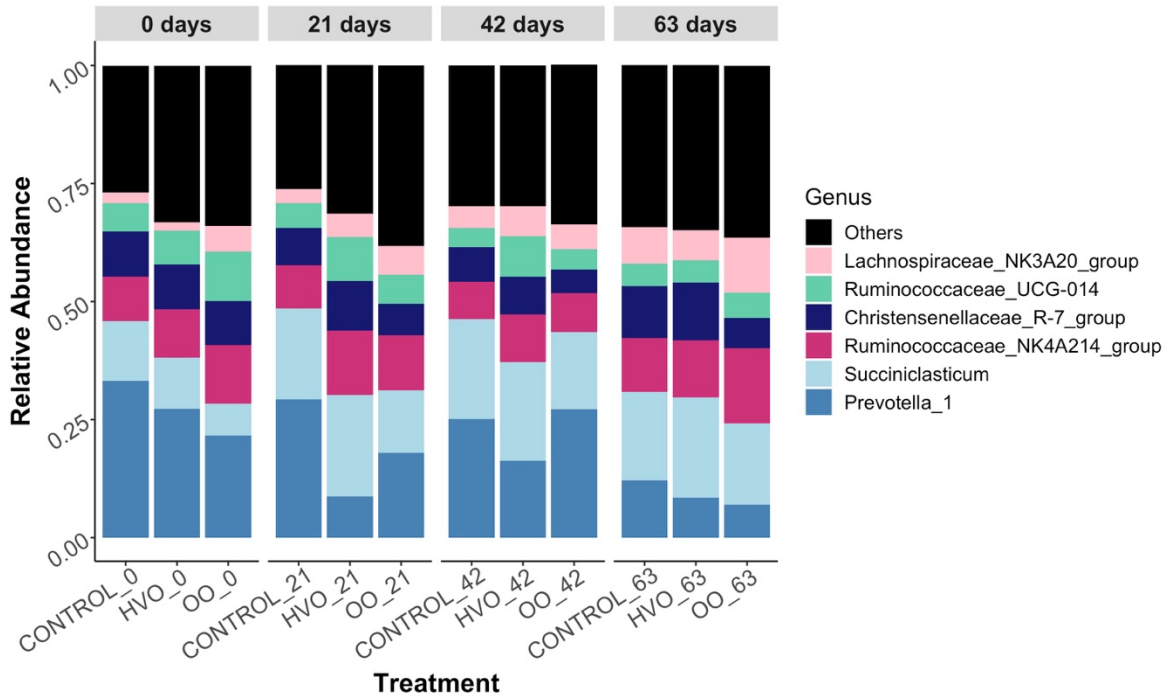 0 days
21 days
42 days
63 days
Relative Abundance
1.00
0.75
0.50
0.25
0.00
CONTROL_0
HVO_0
OO_0
CONTROL_21
HVO_21
OO_21
CONTROL_42
HVO_42
OO_42
CONTROL_63
HVO_63
OO_63
Treatment
Genus
Others
Lachnospiraceae_NK3A20_group
Ruminococcaceae_UCG-014
Christensenellaceae_R-7_group
Ruminococcaceae_NK4A214_group
Succiniclasticum
Prevotella_1